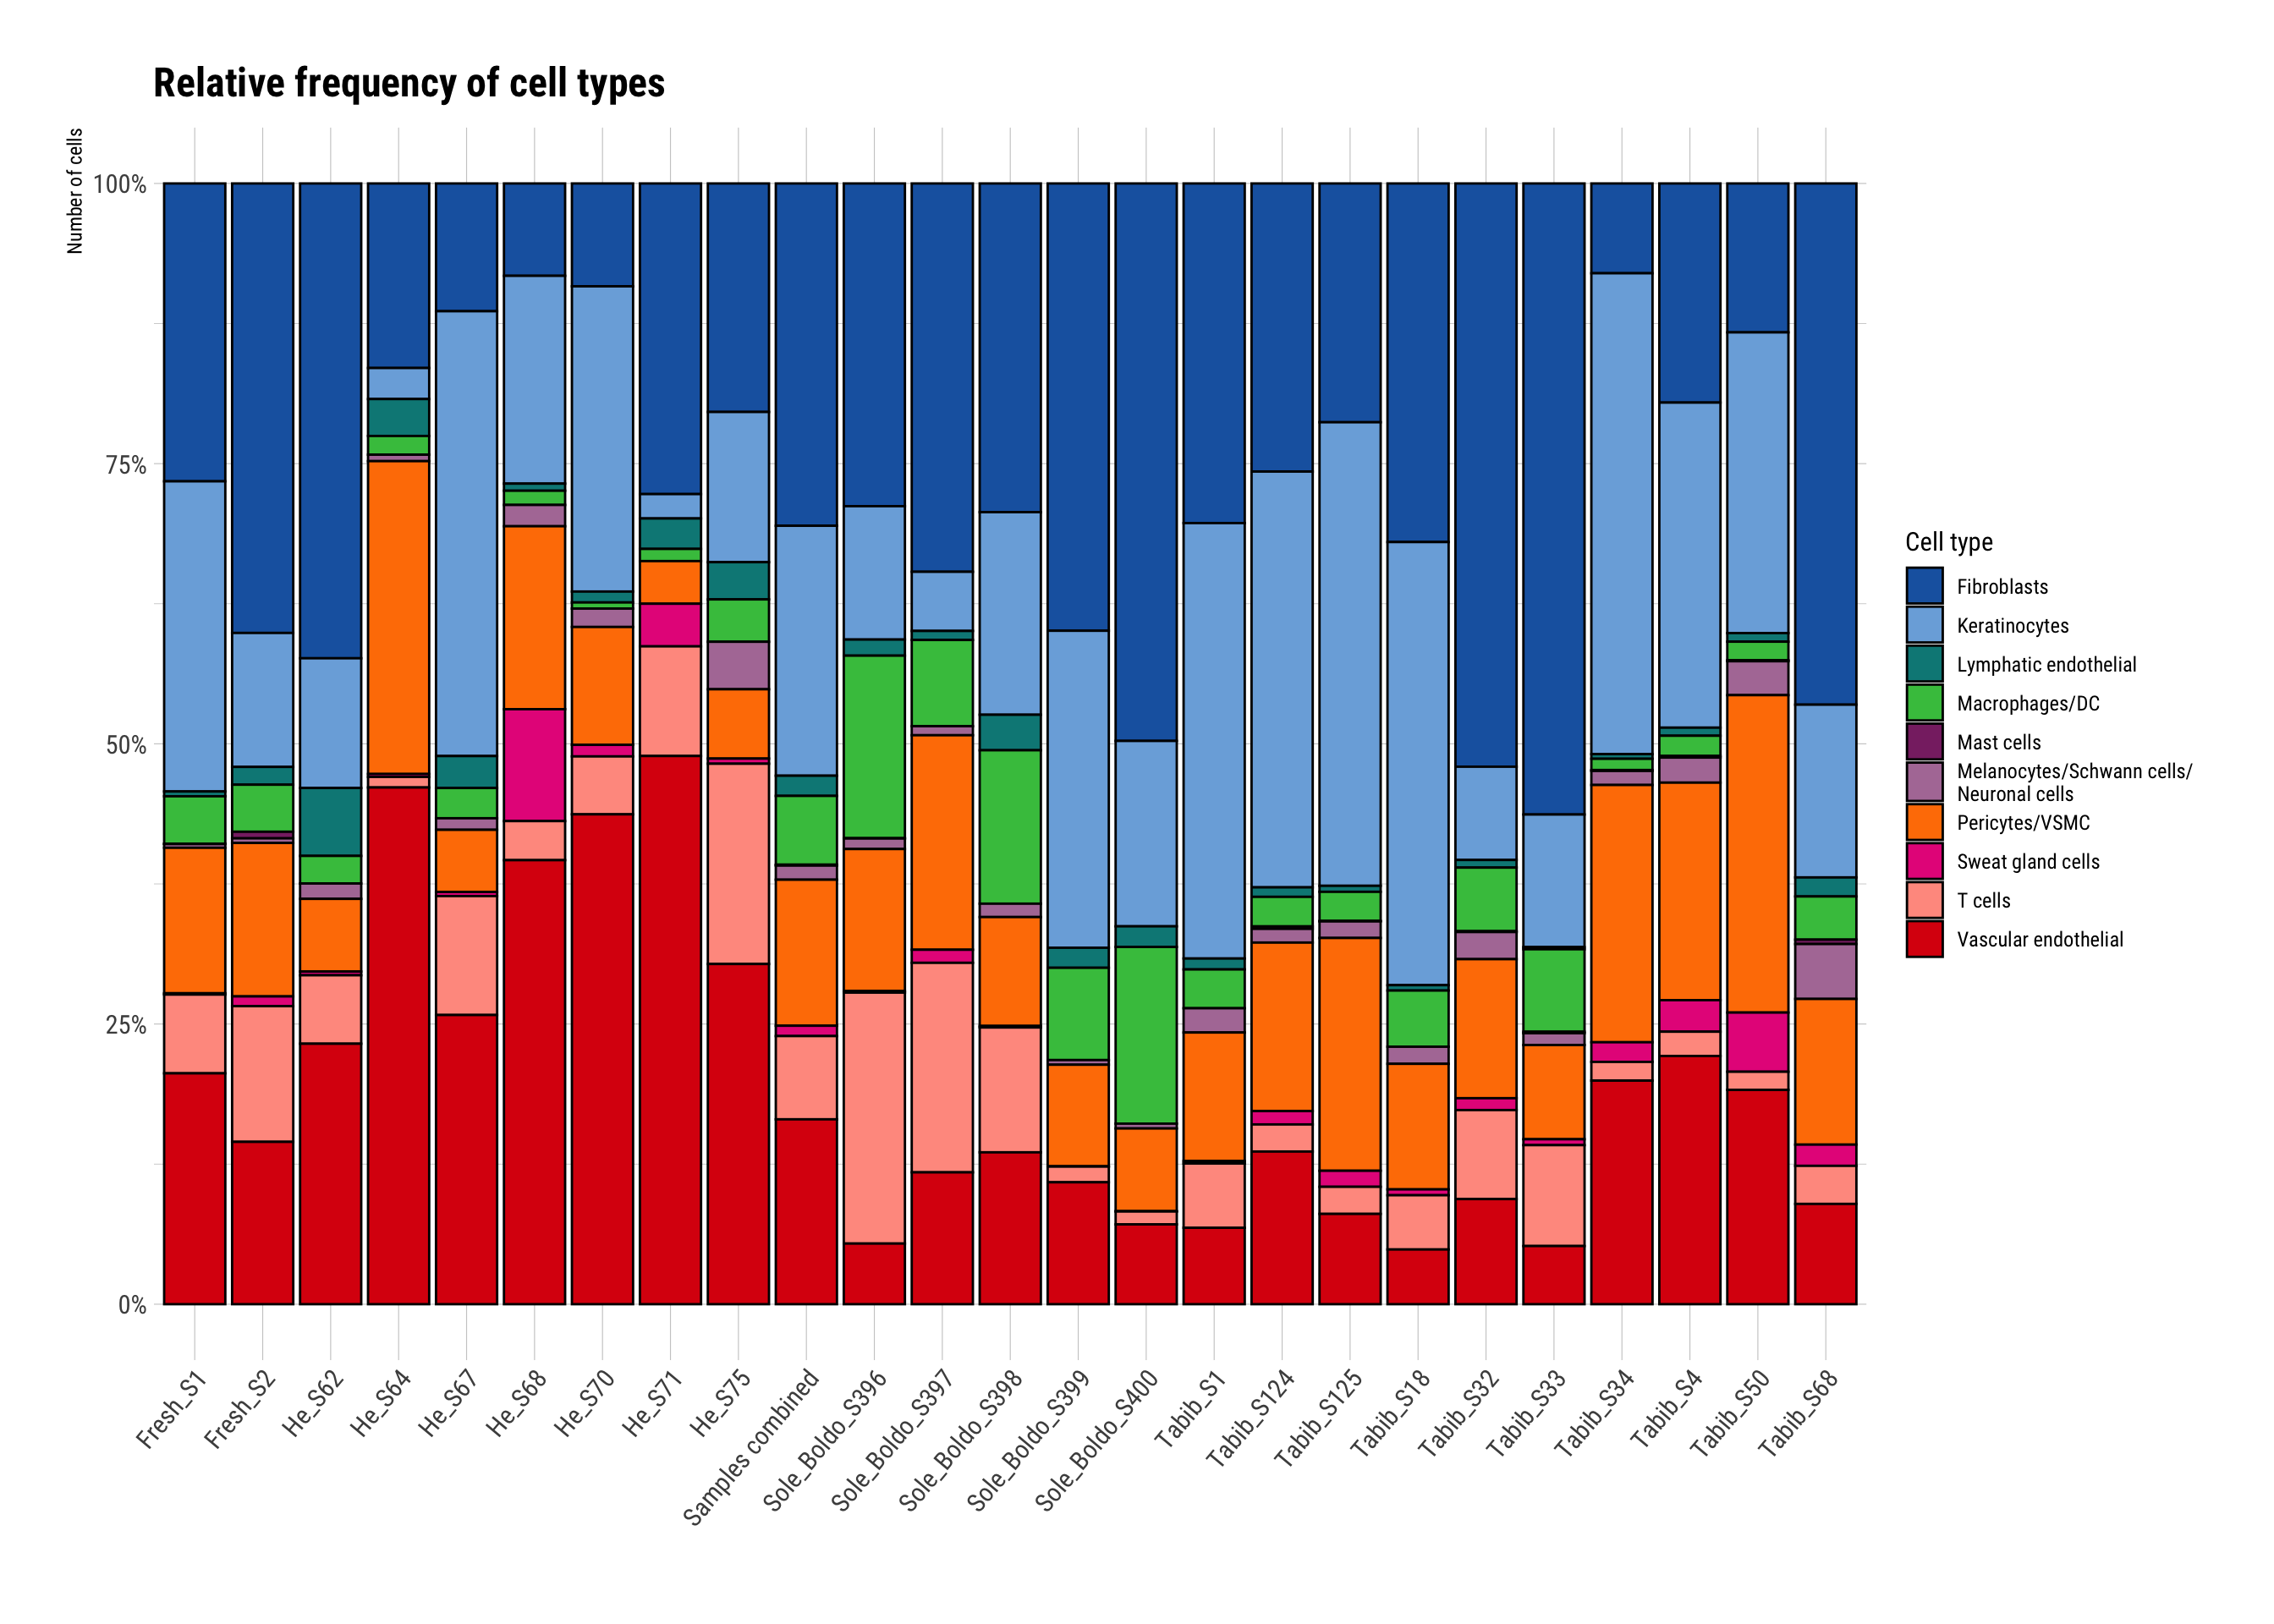 Relative frequency of cell types
Number of cells
100%
75%
50%
25%
0%
Fresh_S1
Fresh_S2
He_S62
He_S64
He_S67
He_S68
He_S70
He_S71
He_S75
Samples combined
Sole_Boldo_S396
Sole_Boldo_S397
Sole_Boldo_S398
Sole_Boldo_S399
Sole_Boldo_S400
Tabib_S1
Tabib_S124
Tabib_S125
Tabib_S18
Tabib_S32
Tabib_S33
Tabib_S34
Tabib_S4
Tabib_S50
Tabib_S68
Cell type
Fibroblasts
Keratinocytes
Lymphatic endothelial
Macrophages/DC
Mast cells
Melanocytes/Schwann cells/
Neuronal cells
Pericytes/VSMC
Sweat gland cells
T cells
Vascular endothelial